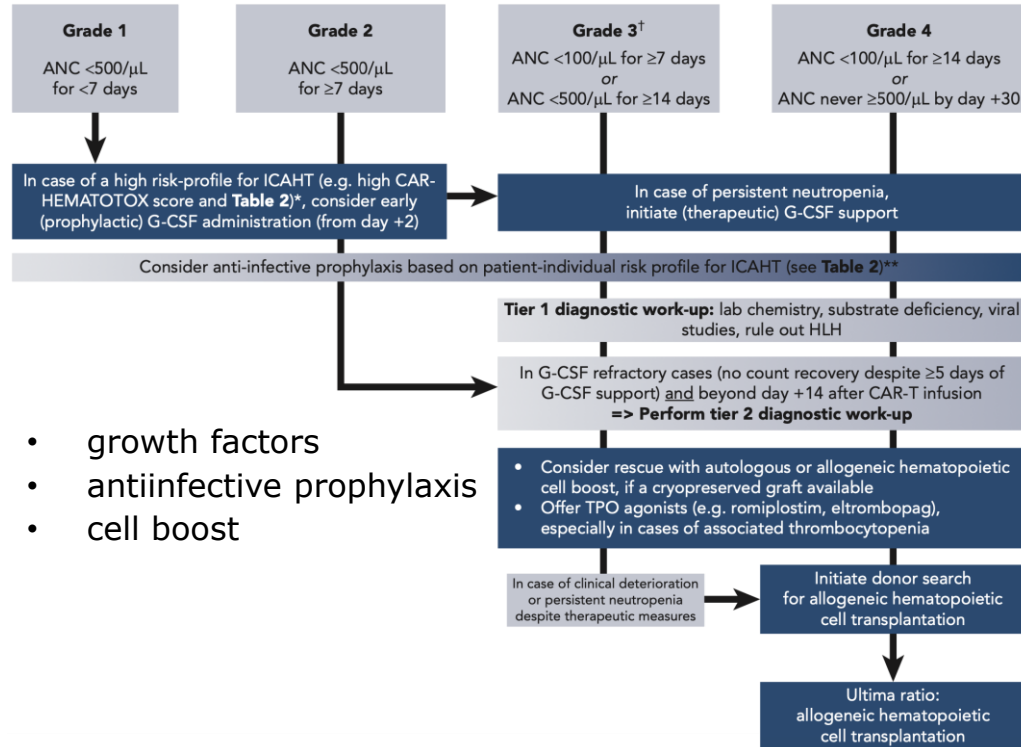 Grade 1
ANC <500/μL
for <7 days
Grade 2
ANC <500/μL
for ≥7 days
Grade 3†
ANC <100/μL for ≥7 days
or
ANC <500/μL for ≥14 days
Grade 4
ANC <100/μL for ≥14 days
or
ANC never ≥500/μL by day +30
In case of a high risk-profile for ICAHT (e.g. high CAR-
HEMATOTOX score and Table 2)*, consider early
(prophylactic) G-CSF administration (from day +2)
In case of persistent neutropenia,
initiate (therapeutic) G-CSF support
Consider anti-infective prophylaxis based on patient-individual risk profile for ICAHT (see Table 2)**
Tier 1 diagnostic work-up: lab chemistry, substrate deficiency, viral
studies, rule out HLH
In G-CSF refractory cases (no count recovery despite ≥5 days of
G-CSF support) and beyond day +14 after CAR-T infusion
=> Perform tier 2 diagnostic work-up
• growth factors
• antiinfective prophylaxis
• cell boost
• Consider rescue with autologous or allogeneic hematopoietic
cell boost, if a cryopreserved graft available
• Offer TPO agonists (e.g. romiplostim, eltrombopag),
especially in cases of associated thrombocytopenia
In case of clinical deterioration
or persistent neutropenia
despite therapeutic measures
Initiate donor search
for allogeneic hematopoietic
cell transplantation
Ultima ratio:
allogeneic hematopoietic
cell transplantation